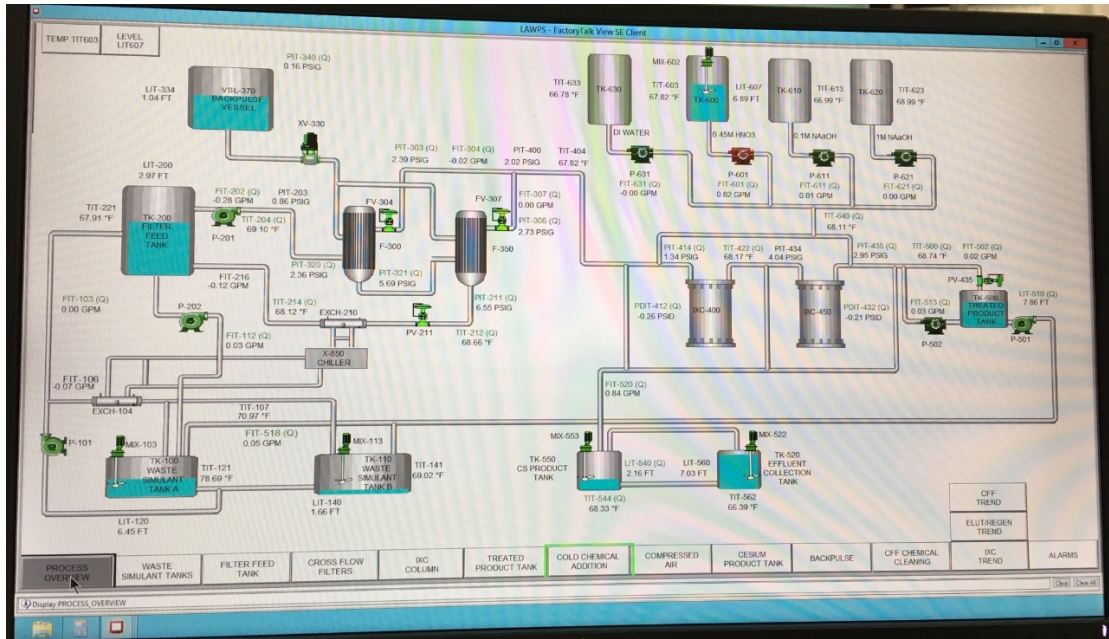 LAWPS - FactoryTalk View SE Client
TEMP TIT603
LEVEL
LIT607
PIT-340 (Q)
0.16 PSIG
LIT-334
1.04 FT
VSL-370
BACKPULSE
VESSEL
XV-330
TIT-633
66.78 °F
TK-630
DI WATER
MIX-602
TIT-603
67.82 °F
TK-600
LIT-607
6.89 FT
0.45M HNO3
TK-610
TIT-613
66.99 °F
0.1M NAaOH
TK-620
TIT-623
68.99 °F
1M NAaOH
P-631
FIT-631 (Q)
-0.00 GPM
P-601
FIT-601 (Q)
0.82 GPM
P-611
FIT-611 (Q)
0.01 GPM
P-621
FIT-621 (Q)
0.00 GPM
PIT-303 (Q)
2.39 PSIG
FIT-304 (Q)
-0.02 GPM
PIT-400
2.02 PSIG
TIT-404
67.82 °F
LIT-200
2.97 FT
FIT-202 (Q)
-0.28 GPM
PIT-203
0.86 PSIG
TIT-221
67.91 °F
TK-200
FILTER
FEED
TANK
P-201
TIT-204 (Q)
69.10 °F
FV-304
F-300
FV-307
FIT-307 (Q)
0.00 GPM
PIT-306 (Q)
2.73 PSIG
F-350
PIT-320 (Q)
2.36 PSIG
PIT-321 (Q)
5.69 PSIG
TIT-640 (Q)
68.11 °F
PIT-414 (Q)
1.34 PSIG
TIT-422 (Q)
68.17 °F
PIT-434
4.04 PSIG
PIT-435 (Q)
2.95 PSIG
TIT-500 (Q)
68.74 °F
FIT-502 (Q)
0.02 GPM
PV-435
PDIT-412 (Q)
-0.26 PSID
IXC-400
PDIT-432 (Q)
-0.21 PSID
IXC-450
FIT-513 (Q)
0.03 GPM
P-502
TK-500
TREATED
PRODUCT
TANK
LIT-510 (Q)
7.86 FT
P-501
FIT-216
-0.12 GPM
FIT-103 (Q)
0.00 GPM
P-202
TIT-214 (Q)
68.12 °F
EXCH-210
PV-211
PIT-211 (Q)
6.55 PSIG
TIT-212 (Q)
68.66 °F
FIT-112 (Q)
0.03 GPM
X-850
CHILLER
FIT-106
-0.07 GPM
EXCH-104
TIT-107
70.97 °F
FIT-518 (Q)
0.05 GPM
FIT-520 (Q)
0.84 GPM
P-101
MIX-103
TK-100
WASTE
SIMULANT
TANK A
TIT-121
78.69 °F
LIT-120
6.45 FT
MIX-113
TK-110
WASTE
SIMULANT
TANK B
TIT-141
69.02 °F
LIT-140
1.66 FT
MIX-553
TK-550
CS PRODUCT
TANK
LIT-540 (Q)
2.16 FT
LIT-560
7.03 FT
MIX-522
TK-520
EFFLUENT
COLLECTION
TANK
TIT-544 (Q)
68.33 °F
TIT-562
66.39 °F
CFF
TREND
ELUT/REGEN
TREND
PROCESS
OVERVIEW
WASTE
SIMULANT TANKS
FILTER FEED
TANK
CROSS FLOW
FILTERS
IXC
COLUMN
TREATED
PRODUCT TANK
COLD CHEMICAL
ADDITION
COMPRESSED
AIR
CESIUM
PRODUCT TANK
BACKPULSE
CFF CHEMICAL
CLEANING
IXC
TREND
ALARMS
Display PROCESS_OVERVIEW
Clear
Clear All